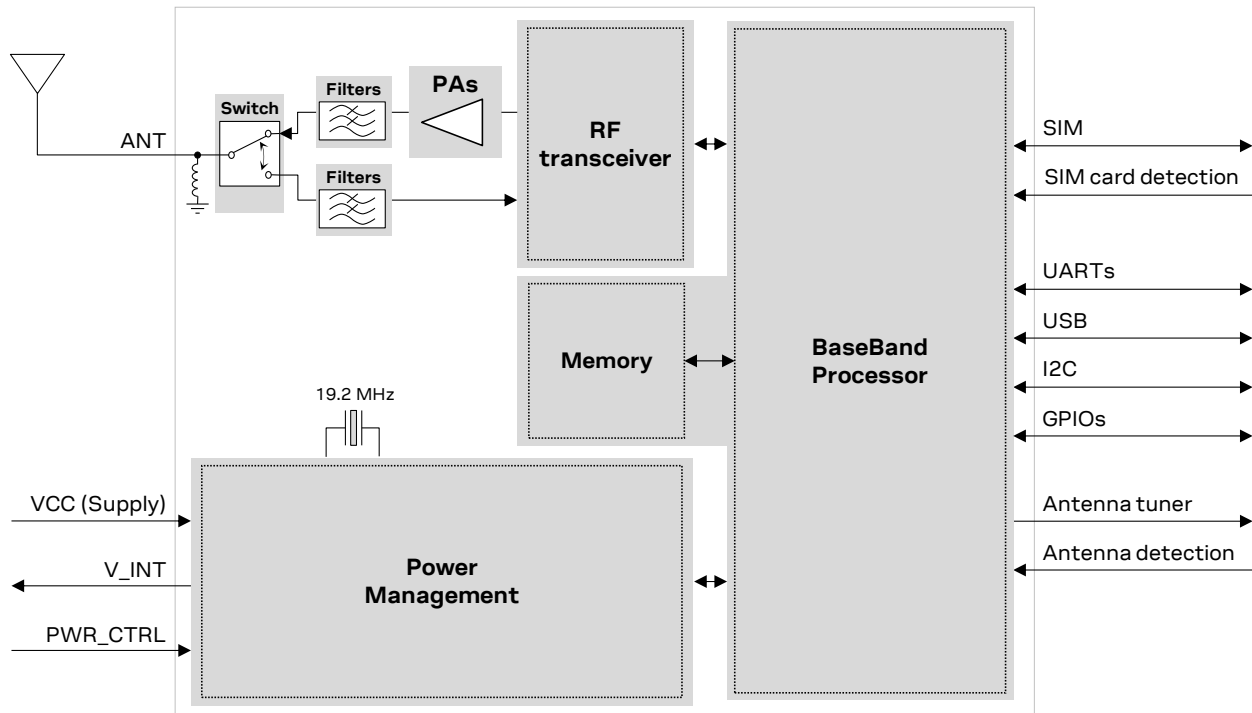 Switch
Filters
PAs
ANT
Filters
RF
transceiver
SIM
SIM card detection
UARTs
USB
I2C
GPIOs
Memory
BaseBand
Processor
19.2 MHz
VCC (Supply)
V_INT
PWR_CTRL
Power
Management
Antenna tuner
Antenna detection